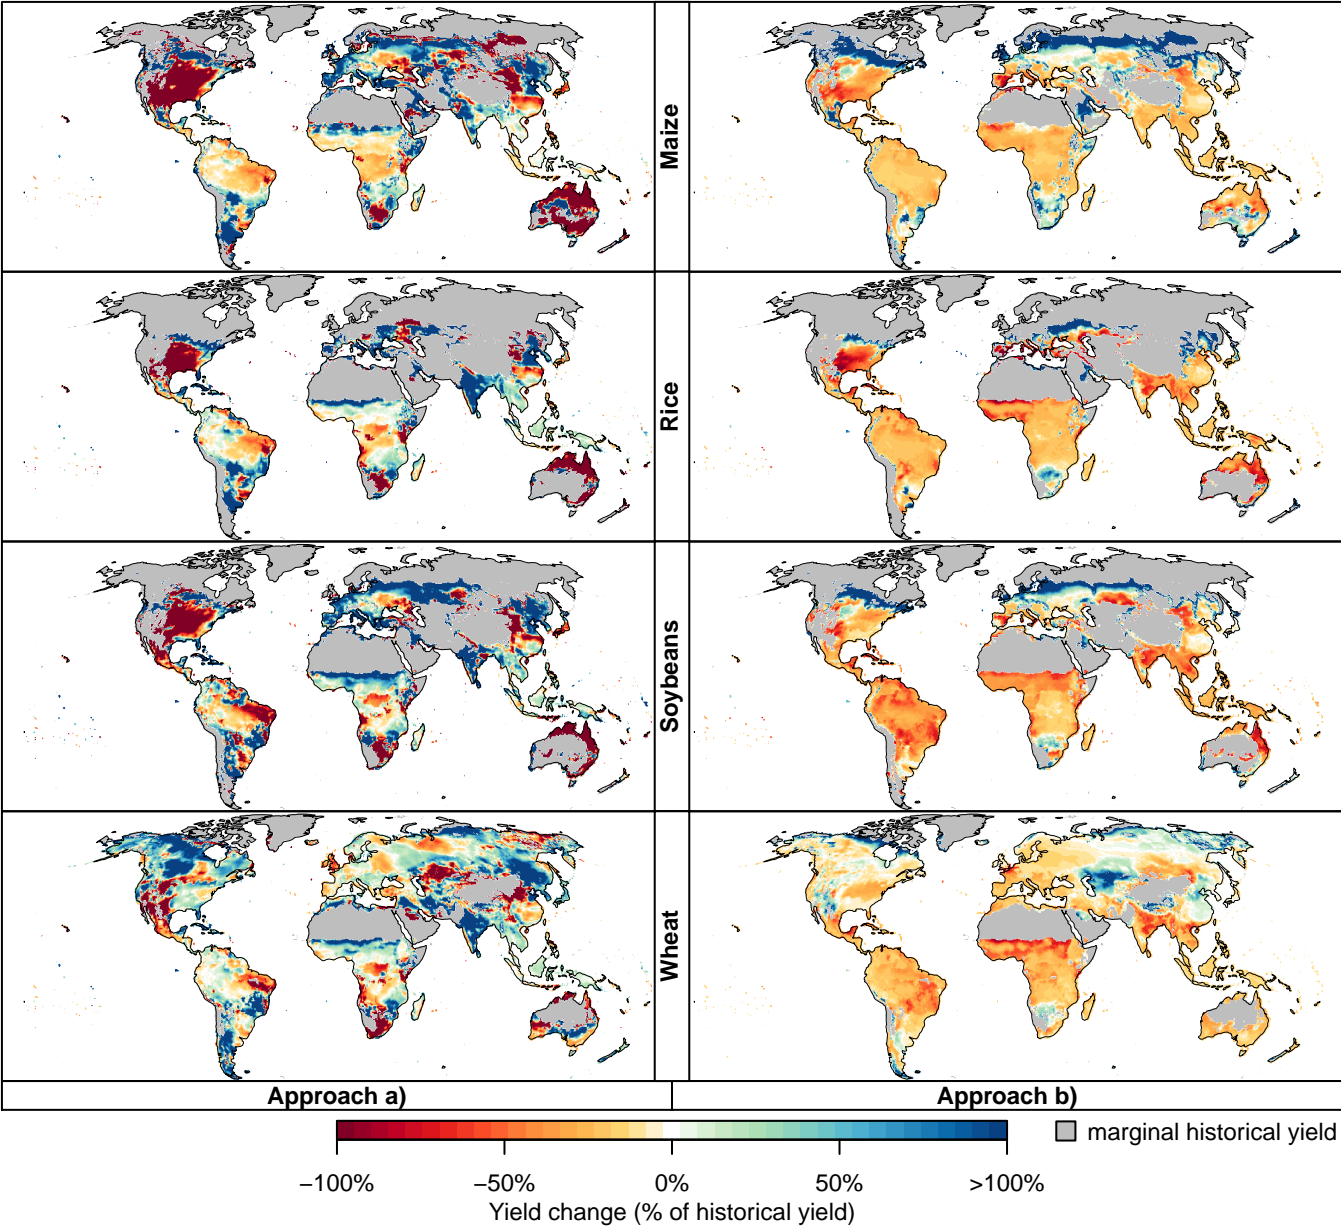 Maize
Rice
Soybeans
Wheat
Approach a)
Approach b)
marginal historical yield
−100%
−50%
0%
50%
>100%
Yield change (% of historical yield)